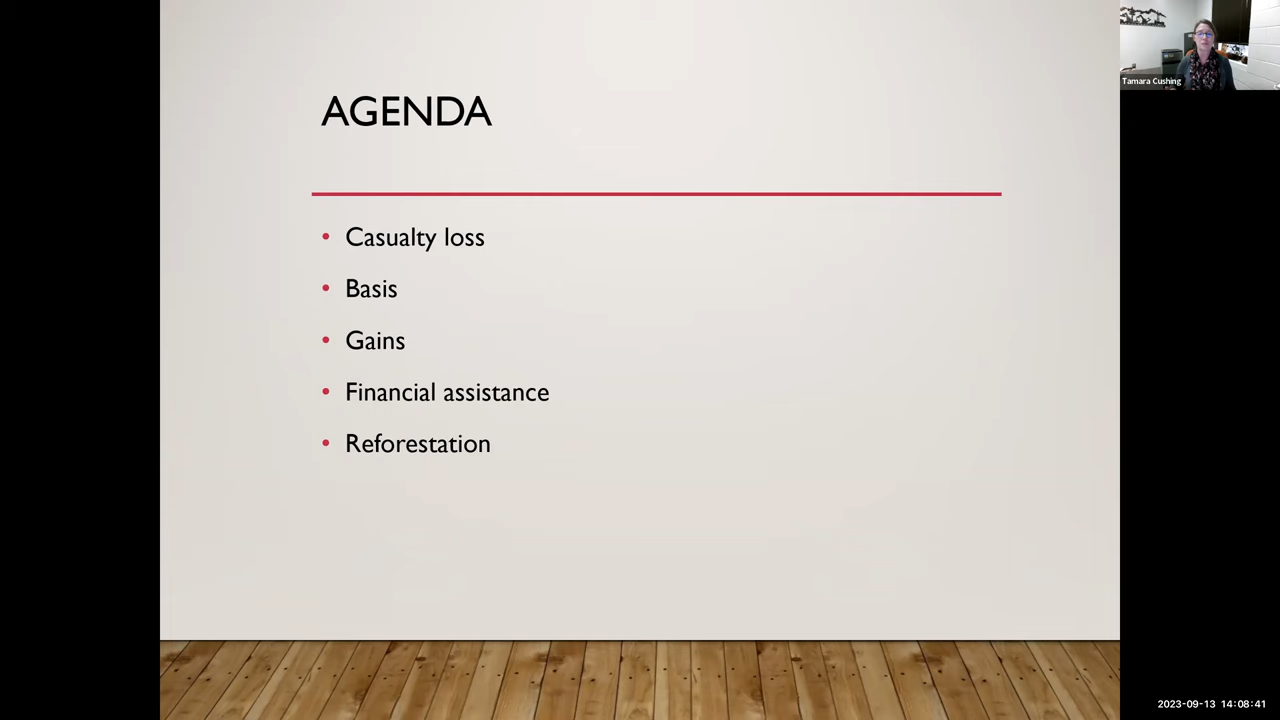 AGENDA
• Casualty loss
• Basis
• Gains
• Financial assistance
• Reforestation
Tamara Cushing
2023-09-13 14:08:41